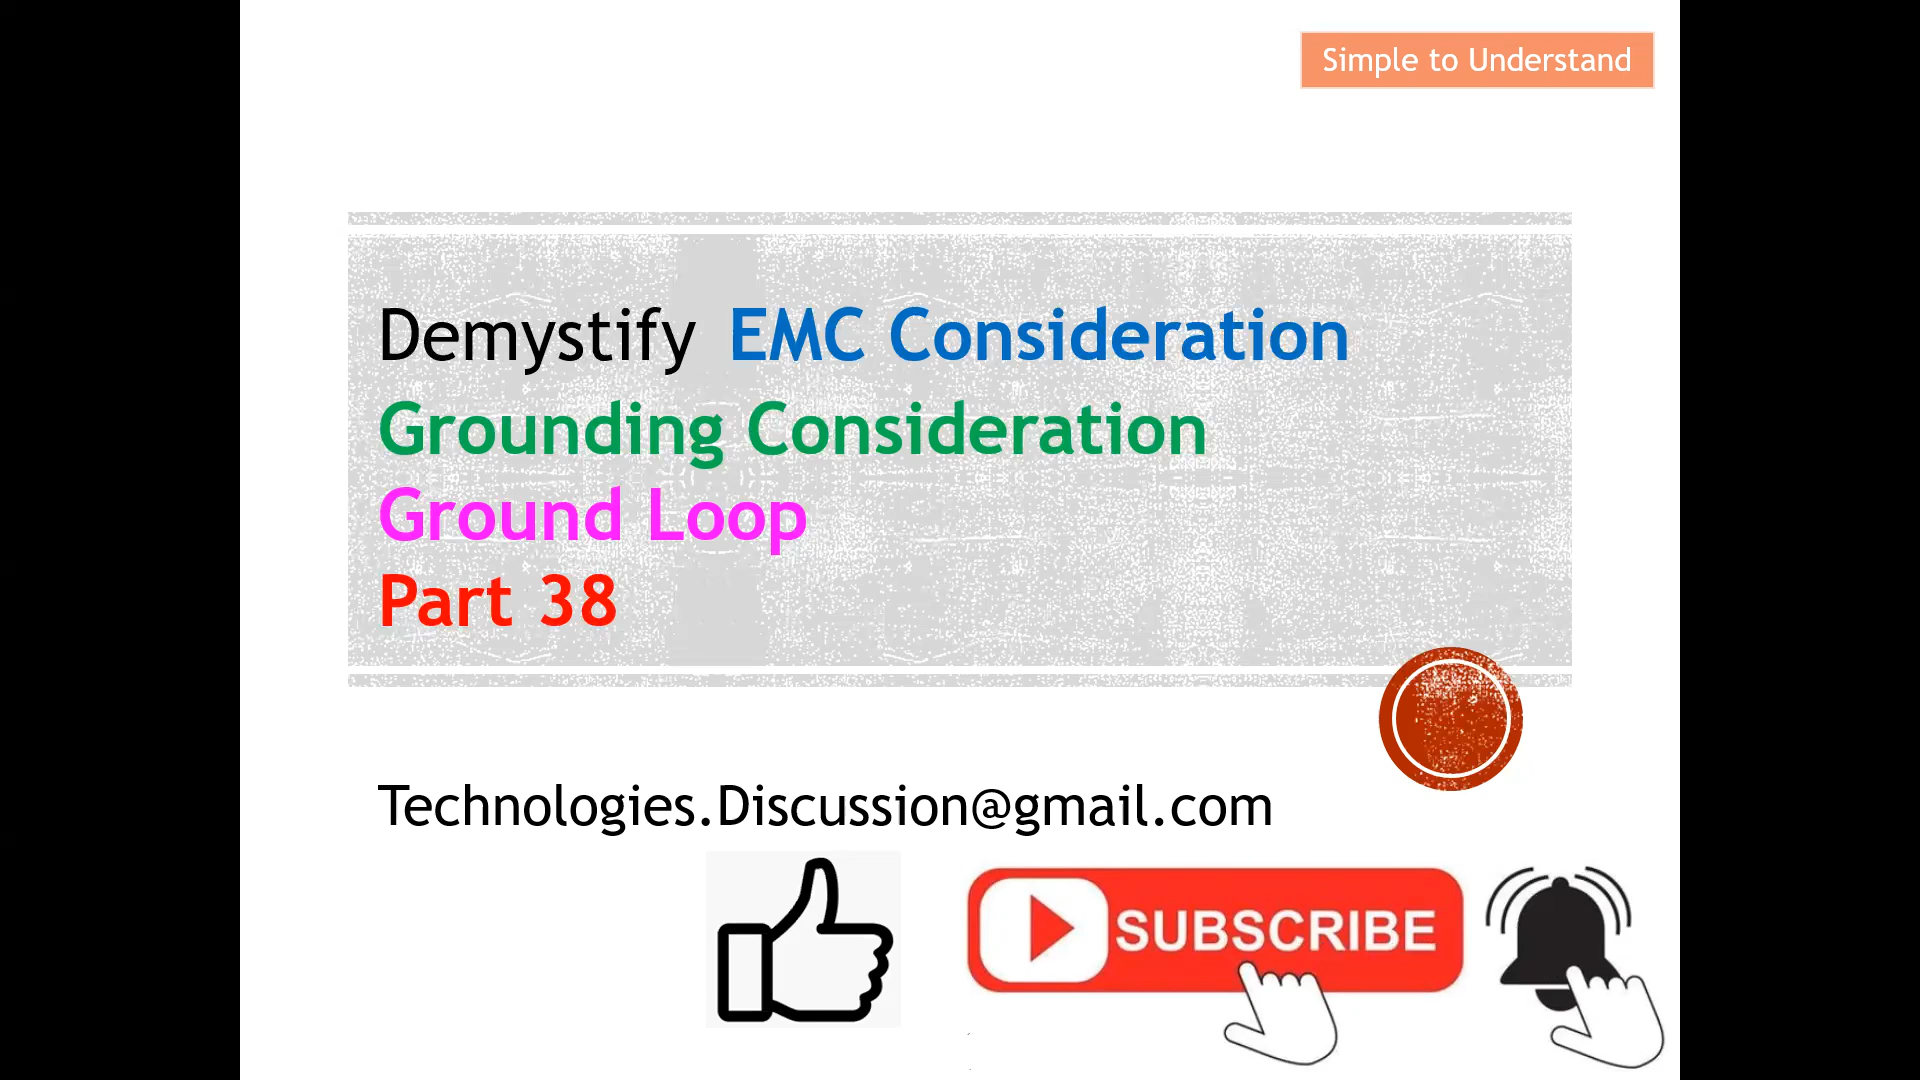 Simple to Understand
Demystify EMC Consideration
Grounding Consideration
Ground Loop
Part 38
Technologies.Discussion@gmail.com
SUBSCRIBE